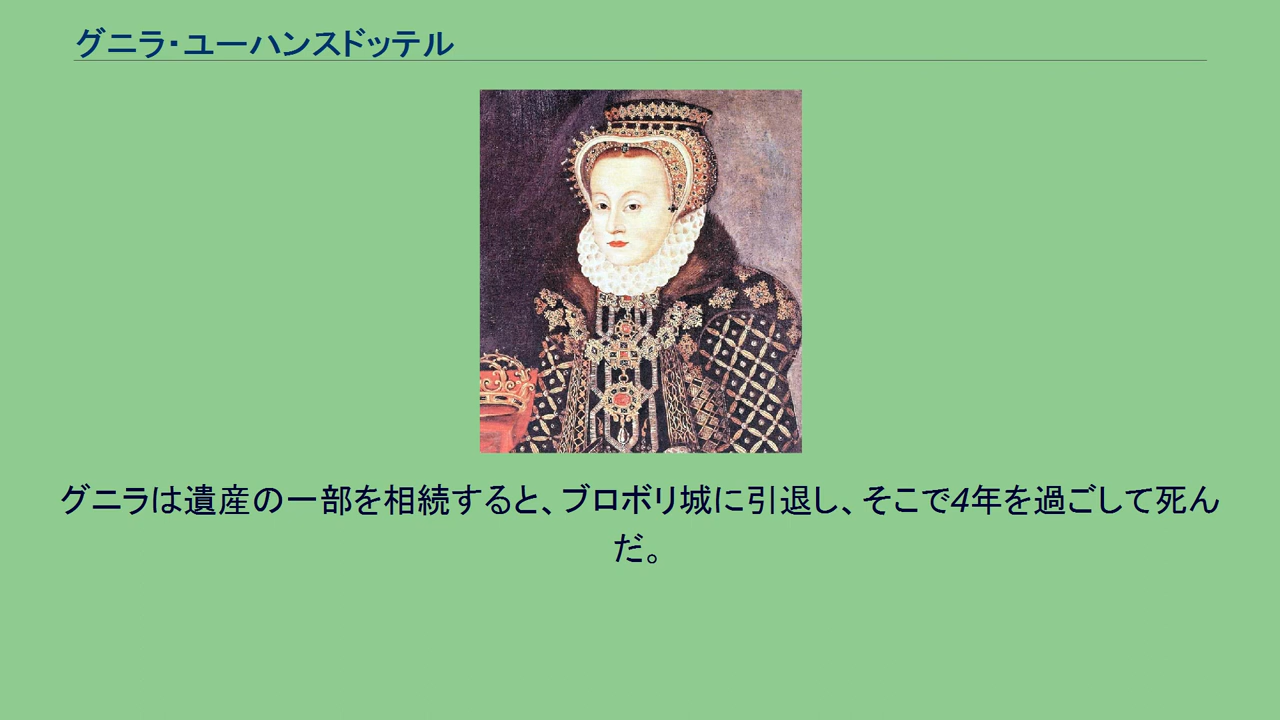 グニラ・ユーハンスドッテル
グニラは遺産の一部を相続すると、ブロボリ城に引退し、そこで4年を過ごして死ん
だ。